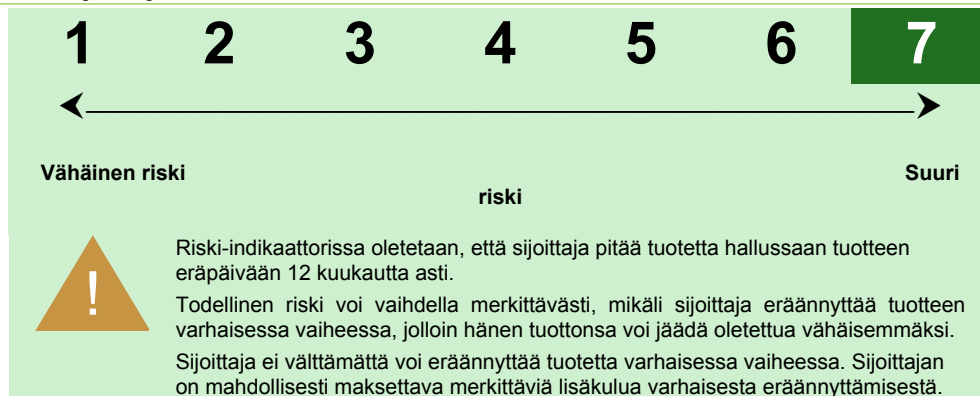 1 2 3 4 5 6 7
Vähäinen riski Suuri
riski
!
Riski-indikaattorissa oletetaan, että sijoittaja pitää tuotetta hallussaan tuotteen
eräpäivään 12 kuukautta asti.
Todellinen riski voi vaihdella merkittävästi, mikäli sijoittaja eräännyttää tuotteen
varhaisessa vaiheessa, jolloin hänen tuottonsa voi jäädä oletettua vähäisemmäksi.
Sijoittaja ei välttämättä voi eräännyttää tuotetta varhaisessa vaiheessa. Sijoittajan
on mahdollisesti maksettava merkittäviä lisäkulua varhaisesta eräännyttämisestä.